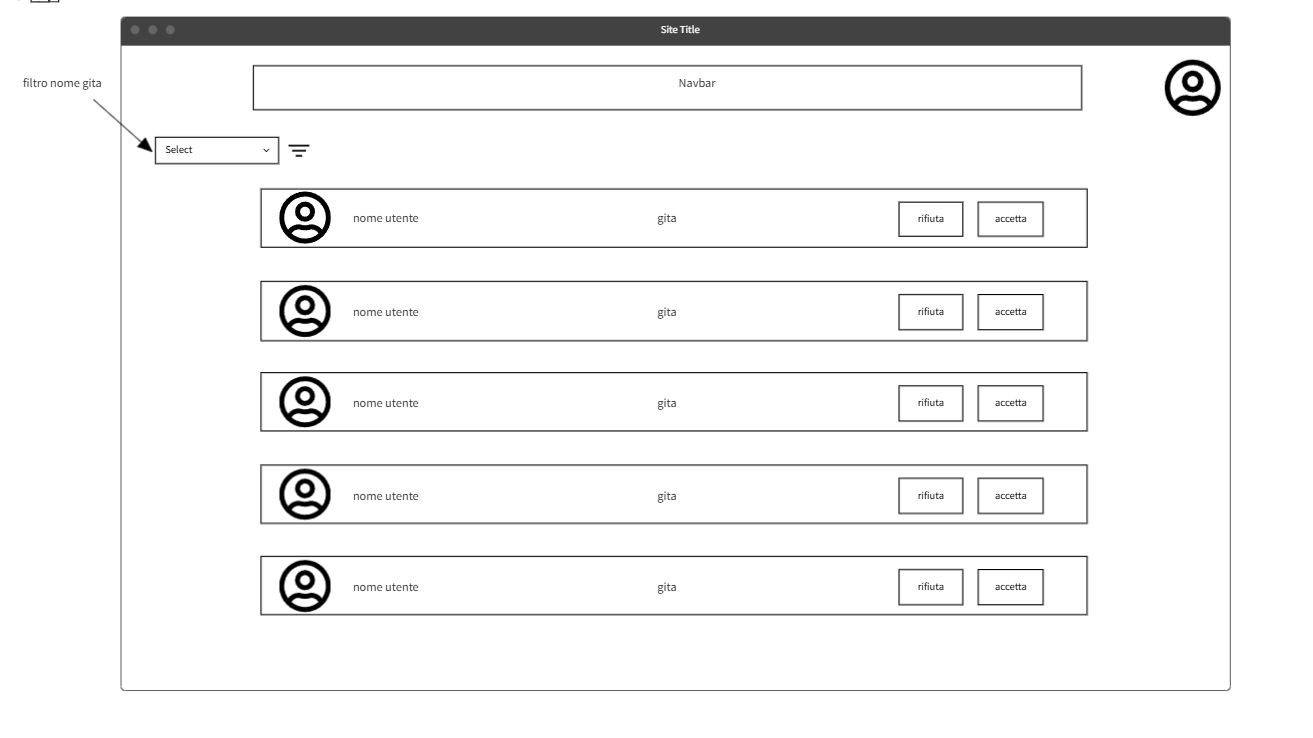 Site Title
filtro nome gita
Navbar
Select
nome utente gita rifiuta accetta
nome utente gita rifiuta accetta
nome utente gita rifiuta accetta
nome utente gita rifiuta accetta
nome utente gita rifiuta accetta